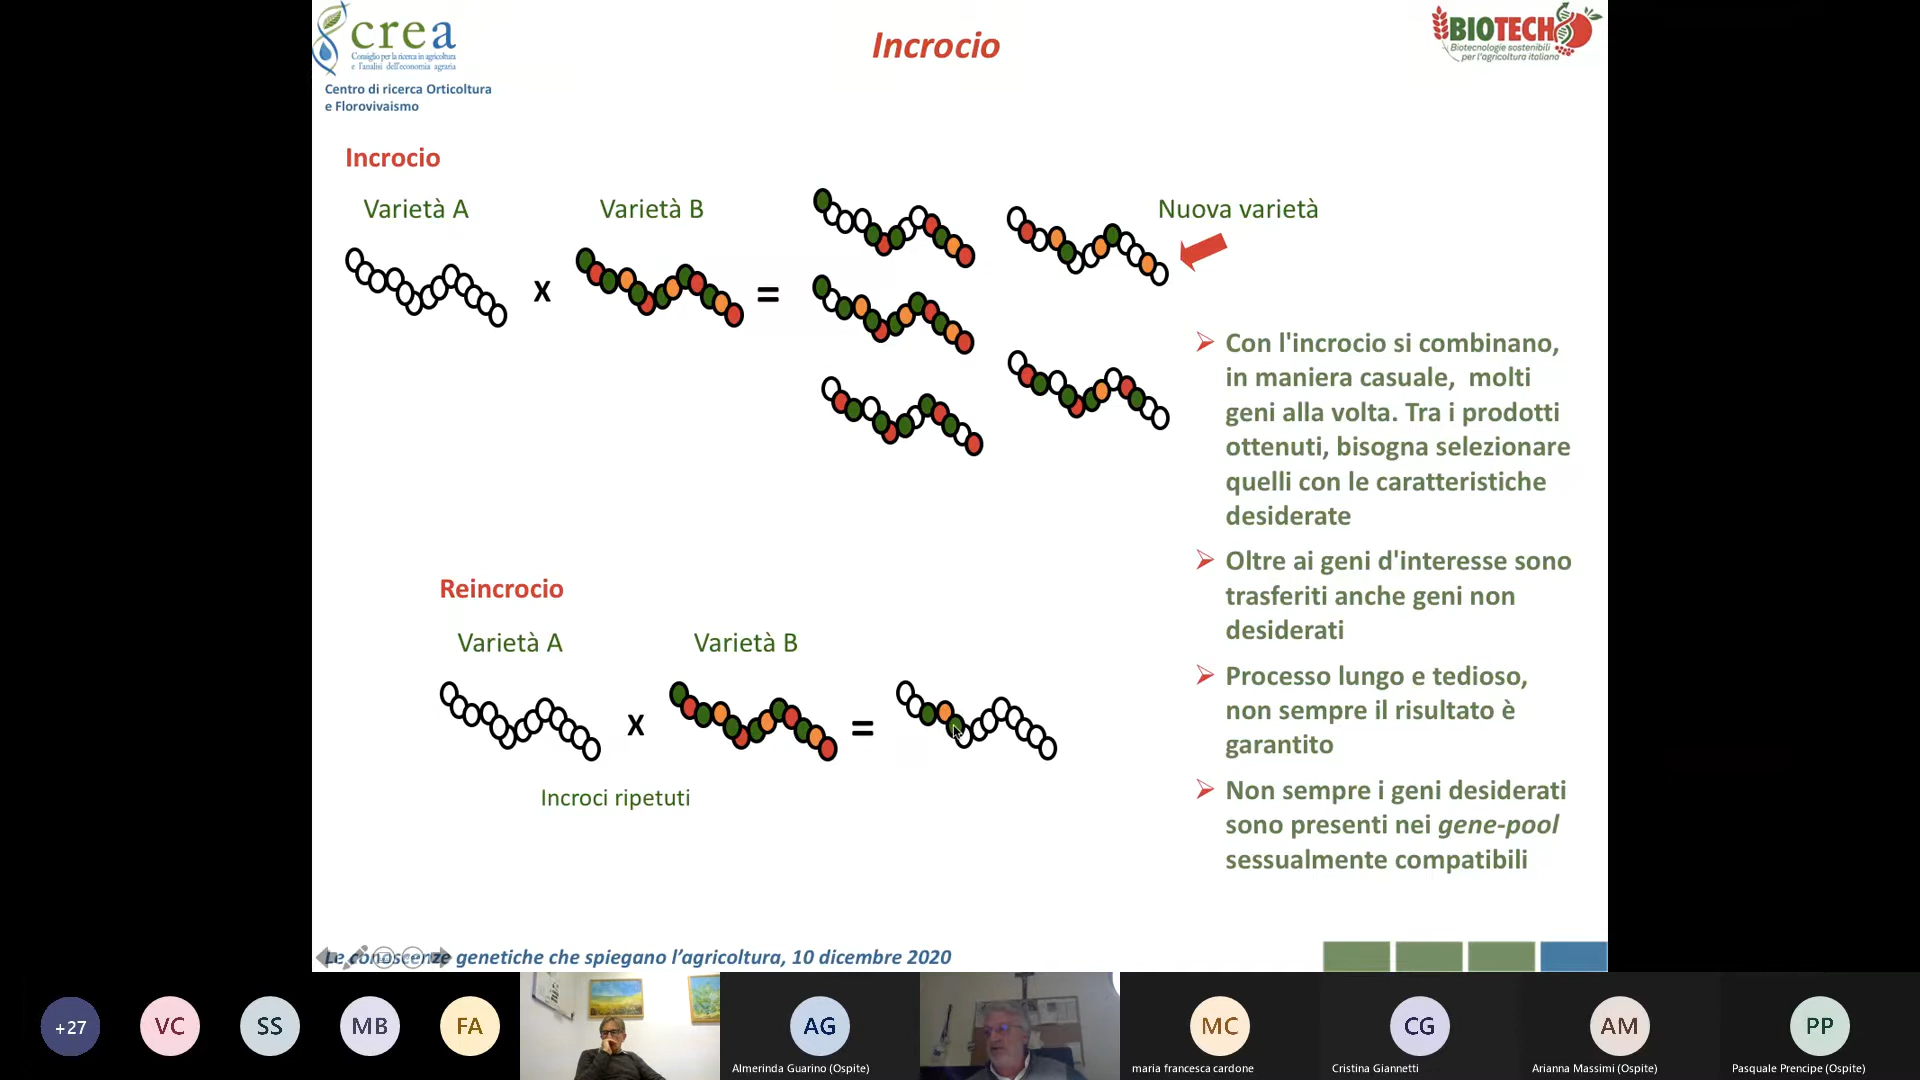 crea
Consiglio per la ricerca in agricoltura
e l'analisi dell'economia agraria
Centro di ricerca Orticoltura
e Florovivaismo
Incrocio
BIOTECH
Biotecnologie sostenibili
per l'agricoltura italiana
Incrocio
Varietà A
Varietà B
Nuova varietà
x
=
Con l'incrocio si combinano,
in maniera casuale, molti
geni alla volta. Tra i prodotti
ottenuti, bisogna selezionare
quelli con le caratteristiche
desiderate
Oltre ai geni d'interesse sono
trasferiti anche geni non
desiderati
Processo lungo e tedioso,
non sempre il risultato è
garantito
Non sempre i geni desiderati
sono presenti nei gene-pool
sessualmente compatibili
Reincrocio
Varietà A
Varietà B
x
=
Incroci ripetuti
Le conoscenze genetiche che spiegano l'agricoltura, 10 dicembre 2020
+27
VC
SS
MB
FA
AG
Almerinda Guarino (Ospite)
MC
maria francesca cardone
CG
Cristina Giannetti
AM
Arianna Massimi (Ospite)
PP
Pasquale Prencipe (Ospite)